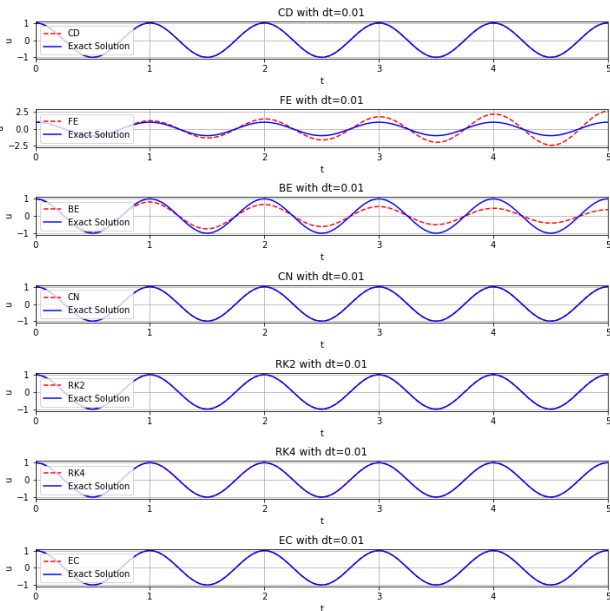 CD with dt=0.01
1
0
−1
u
CD
Exact Solution
0 1 2 3 4 5
t
FE with dt=0.01
2.5
0.0
−2.5
u
FE
Exact Solution
0 1 2 3 4 5
t
BE with dt=0.01
1
0
−1
u
BE
Exact Solution
0 1 2 3 4 5
t
CN with dt=0.01
1
0
−1
u
CN
Exact Solution
0 1 2 3 4 5
t
RK2 with dt=0.01
1
0
−1
u
RK2
Exact Solution
0 1 2 3 4 5
t
RK4 with dt=0.01
1
0
−1
u
RK4
Exact Solution
0 1 2 3 4 5
t
EC with dt=0.01
1
0
−1
u
EC
Exact Solution
0 1 2 3 4 5
t